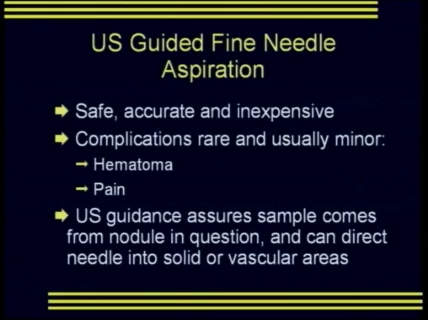 US Guided Fine Needle
Aspiration
Safe, accurate and inexpensive
Complications rare and usually minor:
Hematoma
Pain
US guidance assures sample comes
from nodule in question, and can direct
needle into solid or vascular areas